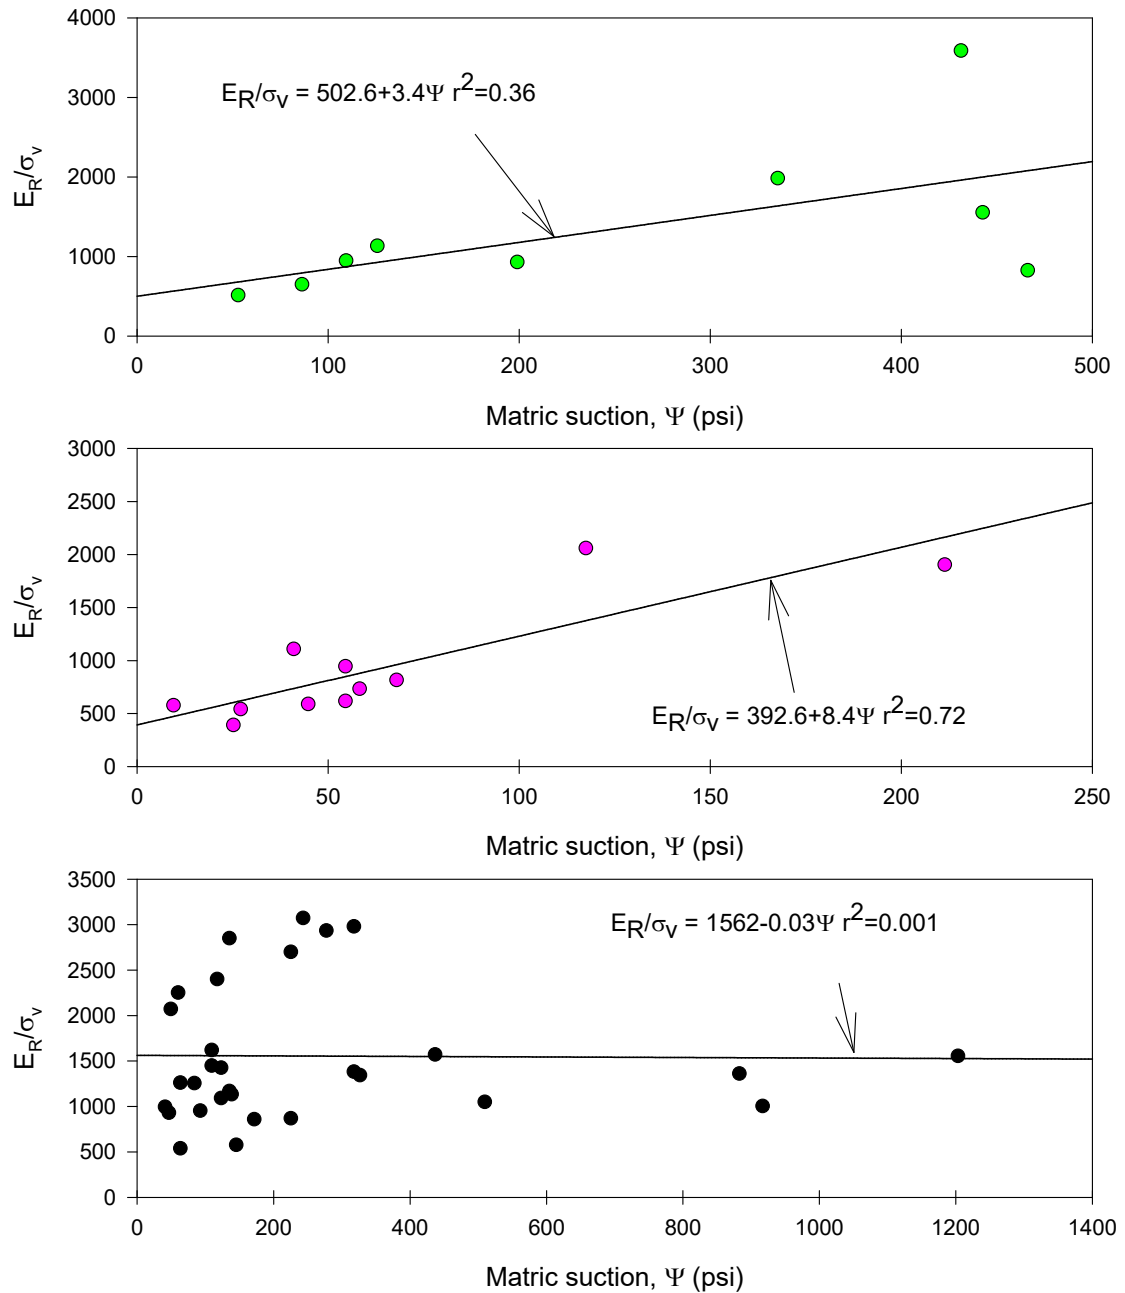 4000
E_R/σ_v = 502.6+3.4Ψ r²=0.36
3000
2000
1000
0
E_R/σ_v
0 100 200 300 400 500
Matric suction, Ψ (psi)
3000
2500
2000
1500
1000
500
0
E_R/σ_v
E_R/σ_v = 392.6+8.4Ψ r²=0.72
0 50 100 150 200 250
Matric suction, Ψ (psi)
3500
3000
2500
2000
1500
1000
500
0
E_R/σ_v
E_R/σ_v = 1562-0.03Ψ r²=0.001
0 200 400 600 800 1000 1200 1400
Matric suction, Ψ (psi)